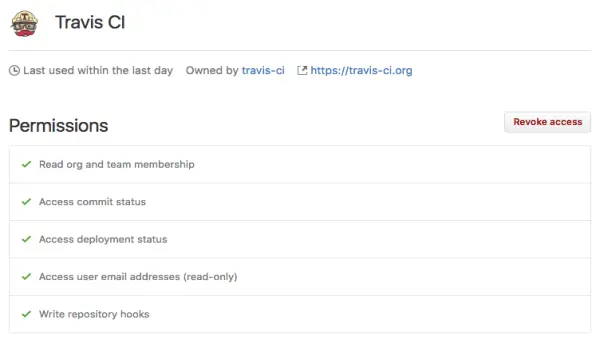 Travis CI
Last used within the last day Owned by travis-ci https://travis-ci.org
Permissions
Revoke access
Read org and team membership
Access commit status
Access deployment status
Access user email addresses (read-only)
Write repository hooks